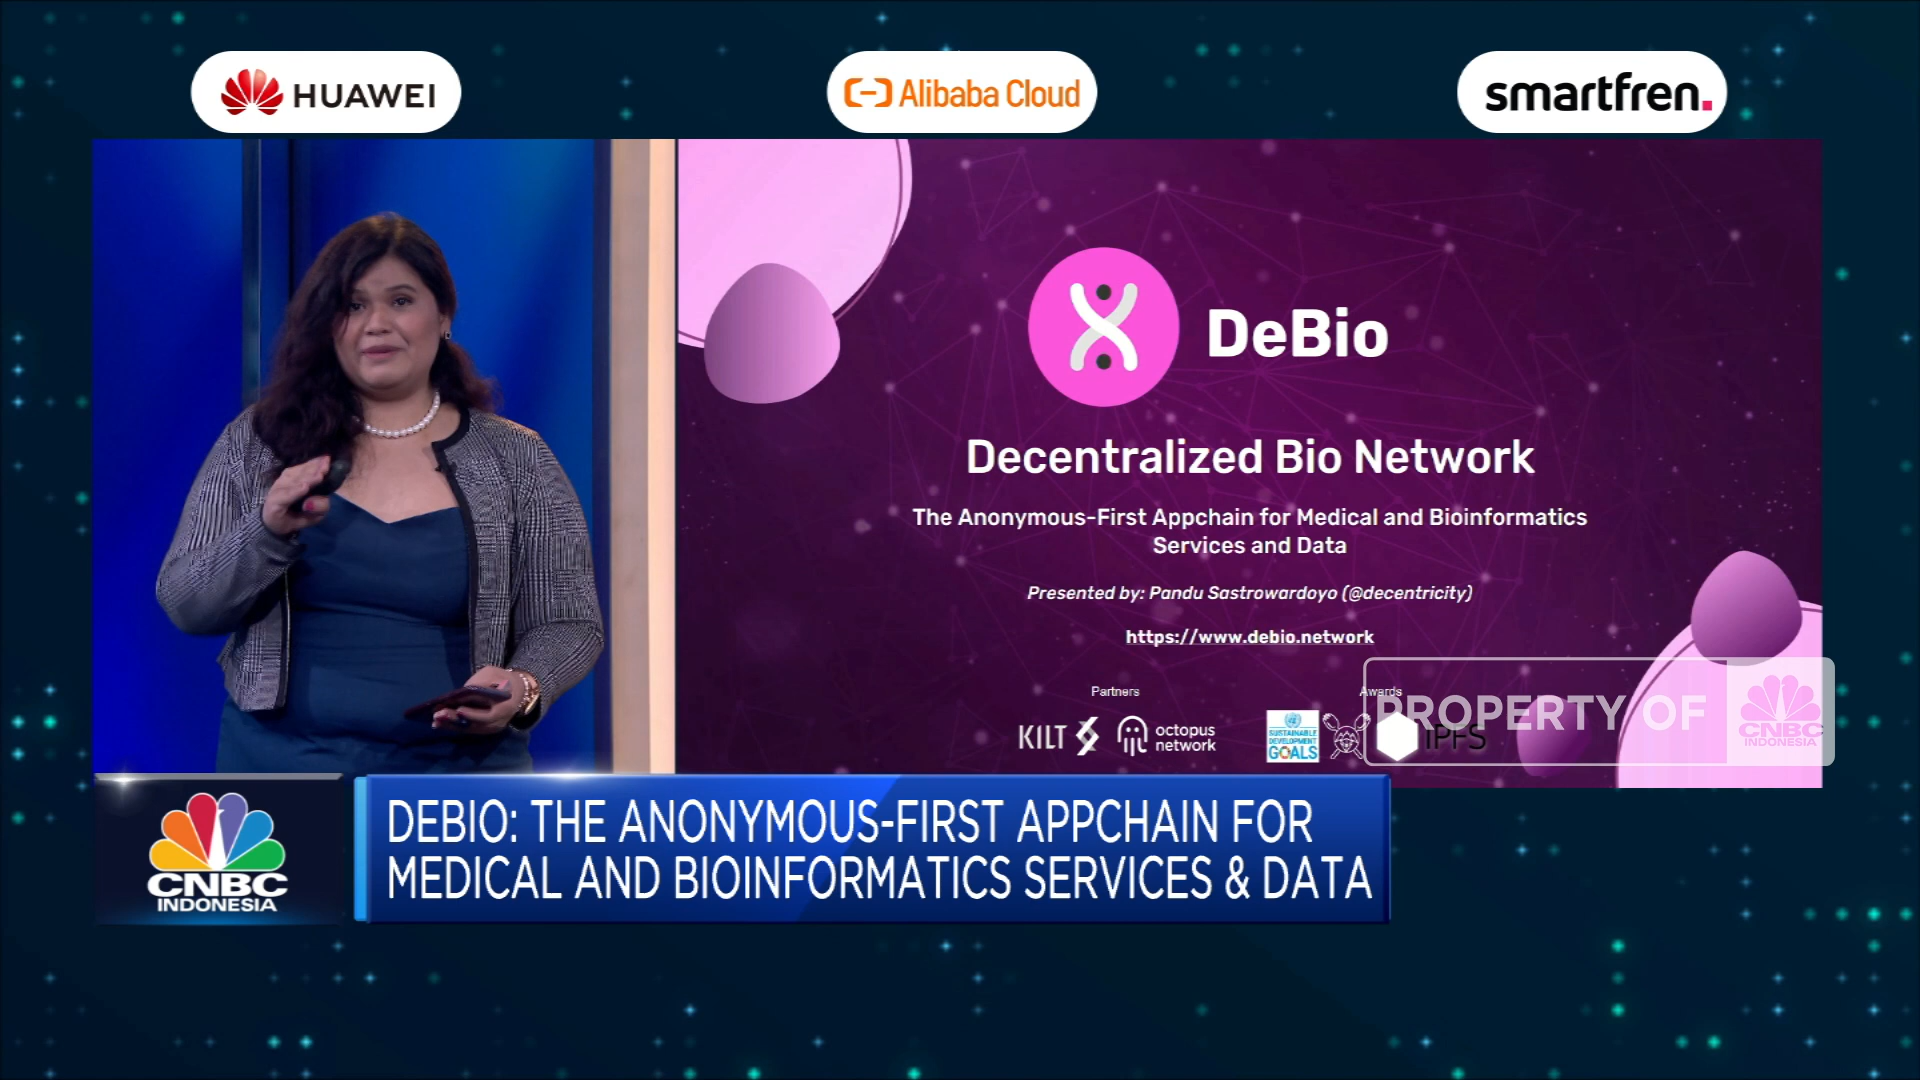 HUAWEI
Alibaba Cloud
smartfren.
DeBio
Decentralized Bio Network
The Anonymous-First Appchain for Medical and Bioinformatics
Services and Data
Presented by: Pandu Sastrowardoyo (@decentricity)
https://www.debio.network
Partners
Awards
KILT
octopus
network
SUSTAINABLE
DEVELOPMENT
GOALS
IPFS
PROPERTY OF
CNBC
INDONESIA
CNBC
INDONESIA
DEBIO: THE ANONYMOUS-FIRST APPCHAIN FOR
MEDICAL AND BIOINFORMATICS SERVICES & DATA